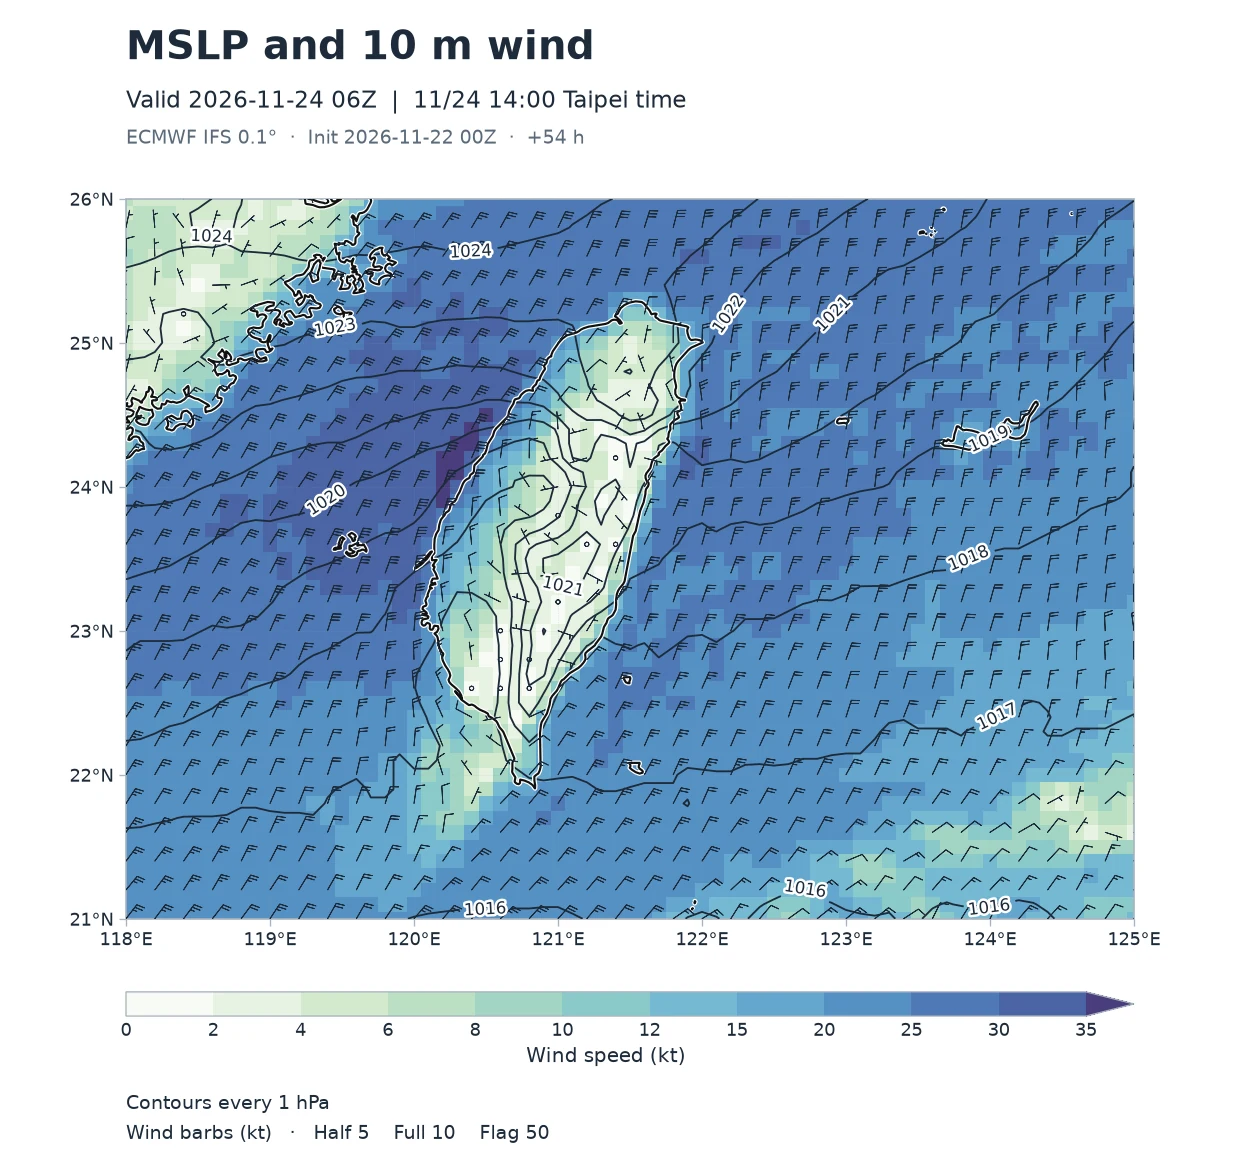 MSLP and 10 m wind
Valid 2026-11-24 06Z | 11/24 14:00 Taipei time
ECMWF IFS 0.1° · Init 2026-11-22 00Z · +54 h
26°N
1024
1024
1023
1022
1021
25°N
1019
24°N
1020
1018
1021
23°N
1017
22°N
1016
1016
1016
21°N
118°E 119°E 120°E 121°E 122°E 123°E 124°E 125°E
0 2 4 6 8 10 12 15 20 25 30 35
Wind speed (kt)
Contours every 1 hPa
Wind barbs (kt) · Half 5 Full 10 Flag 50